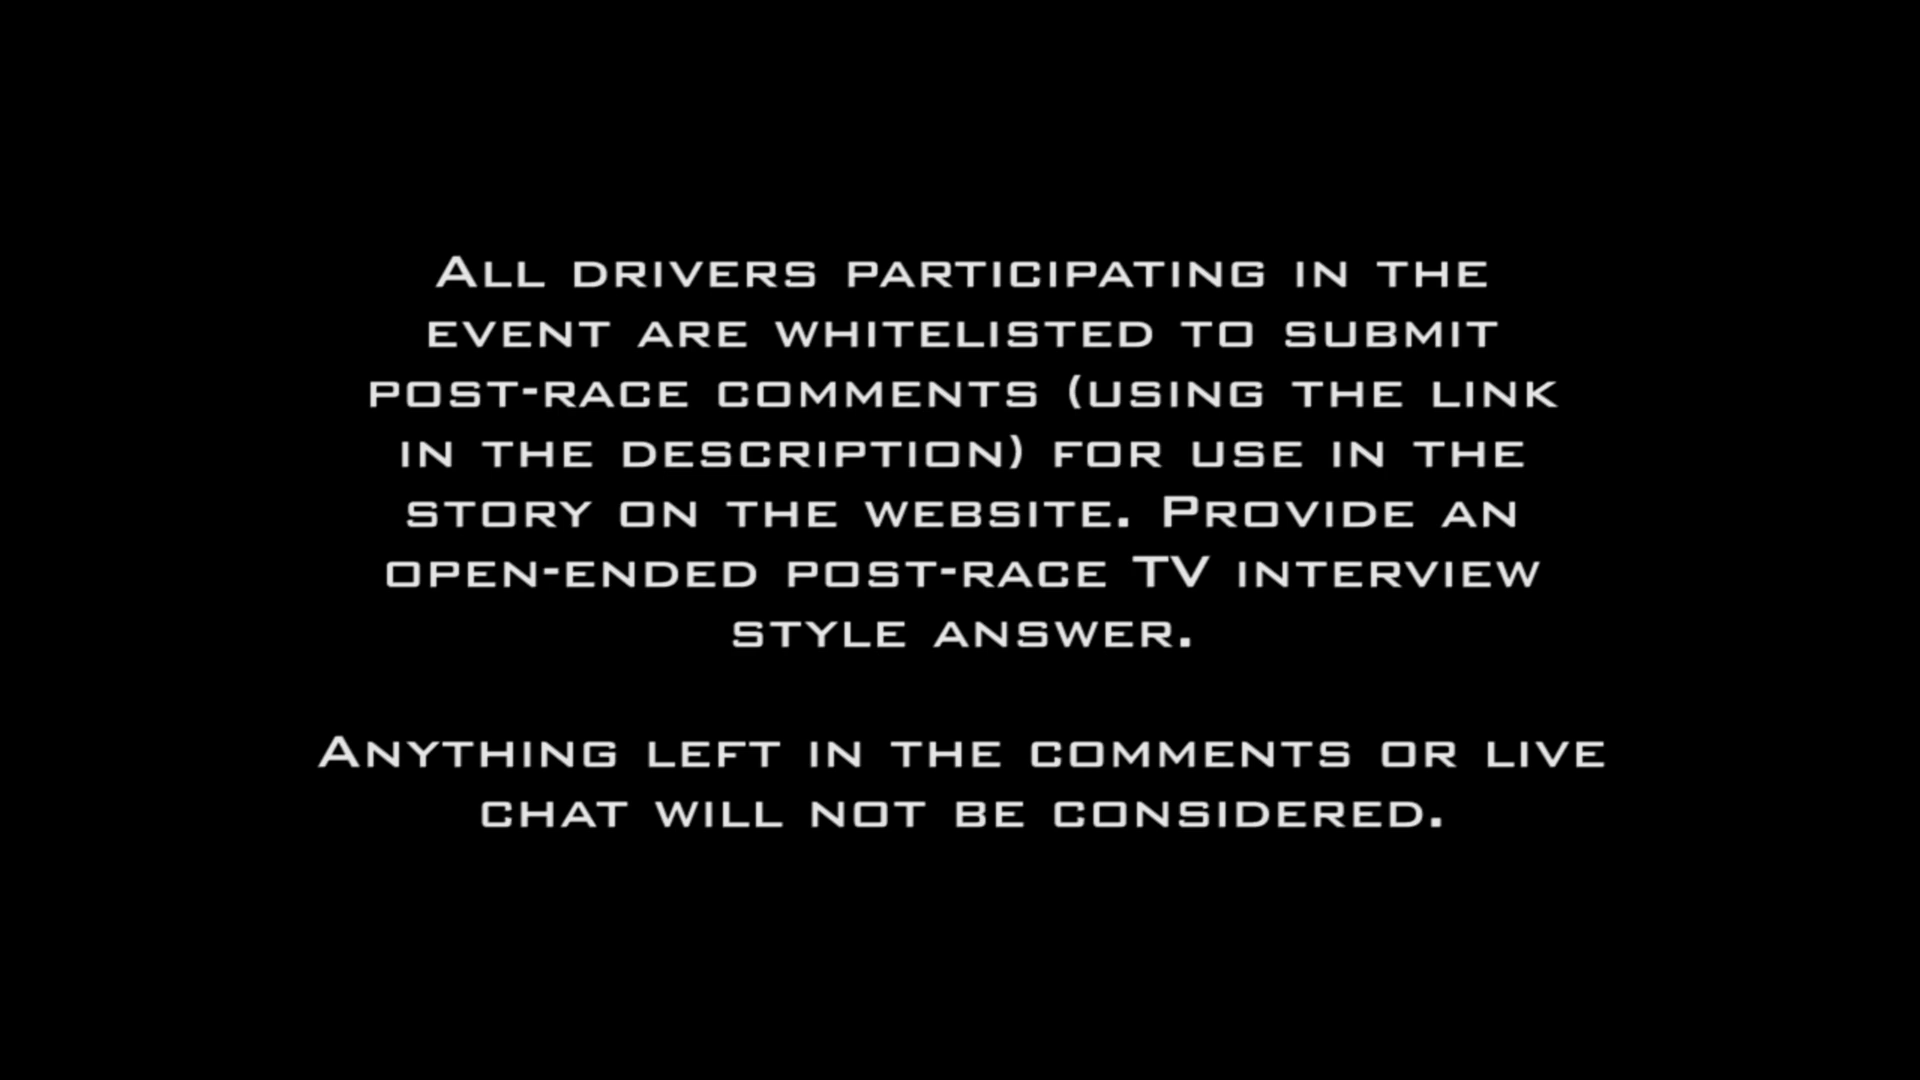 All drivers participating in the
event are whitelisted to submit
post-race comments (using the link
in the description) for use in the
story on the website. Provide an
open-ended post-race TV interview
style answer.
Anything left in the comments or live
chat will not be considered.